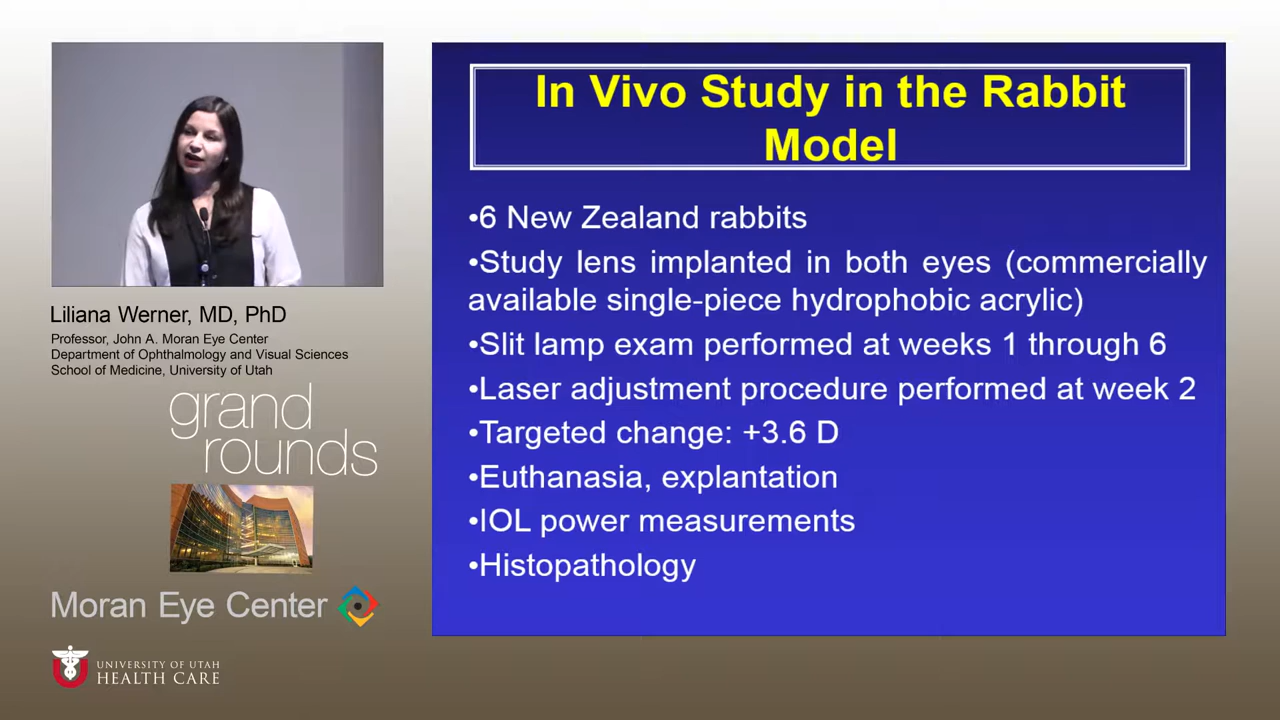 In Vivo Study in the Rabbit
Model
•6 New Zealand rabbits
•Study lens implanted in both eyes (commercially
available single-piece hydrophobic acrylic)
•Slit lamp exam performed at weeks 1 through 6
•Laser adjustment procedure performed at week 2
•Targeted change: +3.6 D
•Euthanasia, explantation
•IOL power measurements
•Histopathology
Liliana Werner, MD, PhD
Professor, John A. Moran Eye Center
Department of Ophthalmology and Visual Sciences
School of Medicine, University of Utah
grand
rounds
Moran Eye Center
U
UNIVERSITY OF UTAH
HEALTH CARE